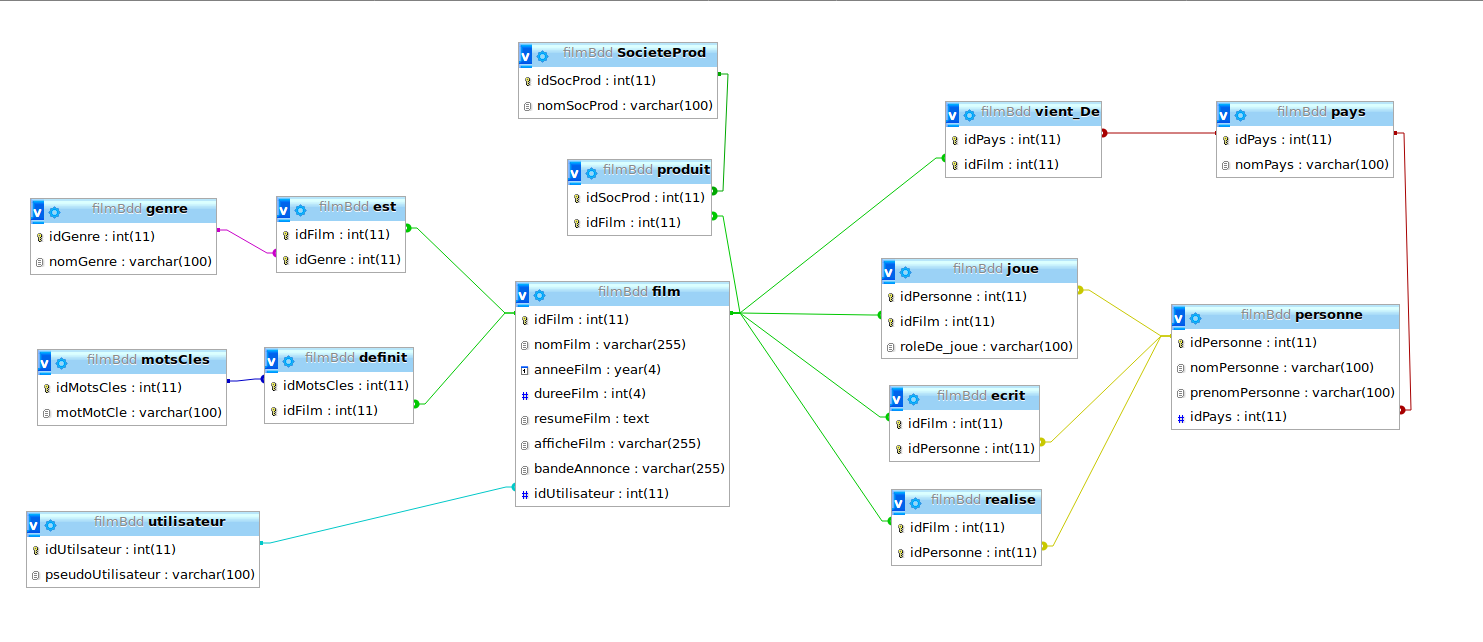 filmBdd SocieteProd
idSocProd : int(11)
nomSocProd : varchar(100)
filmBdd vient_De
idPays : int(11)
idFilm : int(11)
filmBdd pays
idPays : int(11)
nomPays : varchar(100)
filmBdd produit
idSocProd : int(11)
idFilm : int(11)
filmBdd genre
idGenre : int(11)
nomGenre : varchar(100)
filmBdd est
idFilm : int(11)
idGenre : int(11)
filmBdd film
idFilm : int(11)
nomFilm : varchar(255)
anneeFilm : year(4)
dureeFilm : int(4)
resumeFilm : text
afficheFilm : varchar(255)
bandeAnnonce : varchar(255)
idUtilisateur : int(11)
filmBdd joue
idPersonne : int(11)
idFilm : int(11)
roleDe_joue : varchar(100)
filmBdd personne
idPersonne : int(11)
nomPersonne : varchar(100)
prenomPersonne : varchar(100)
idPays : int(11)
filmBdd motsCles
idMotsCles : int(11)
motMotCle : varchar(100)
filmBdd definit
idMotsCles : int(11)
idFilm : int(11)
filmBdd ecrit
idFilm : int(11)
idPersonne : int(11)
filmBdd realise
idFilm : int(11)
idPersonne : int(11)
filmBdd utilisateur
idUtilsateur : int(11)
pseudoUtilisateur : varchar(100)